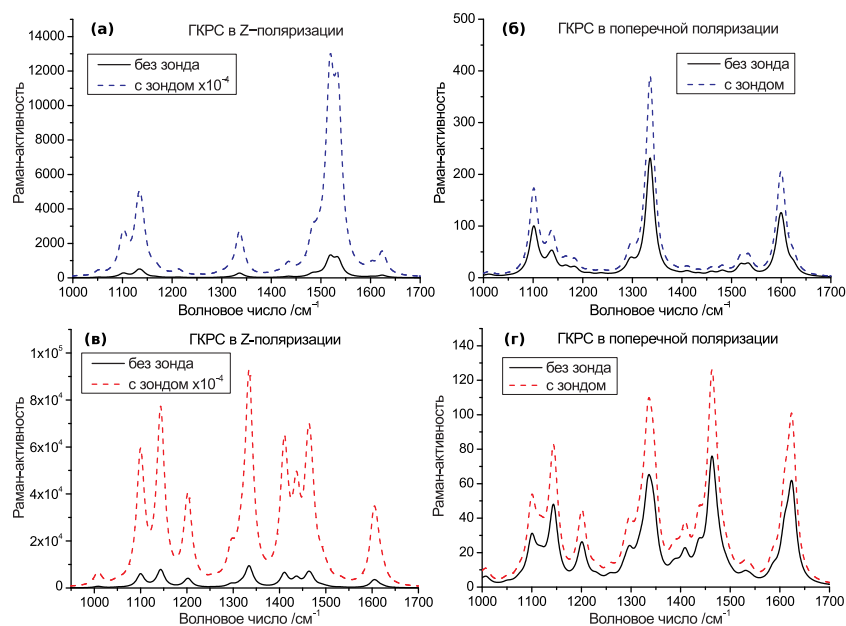 (а)
ГКРС в Z−поляризации
без зонда
с зондом x10⁻⁴
Раман-активность
14000
12000
10000
8000
6000
4000
2000
0
1000 1100 1200 1300 1400 1500 1600 1700
Волновое число /см⁻¹
(б)
ГКРС в поперечной поляризации
без зонда
с зондом
Раман-активность
500
400
300
200
100
0
1000 1100 1200 1300 1400 1500 1600 1700
Волновое число /см⁻¹
(в)
ГКРС в Z-поляризации
без зонда
с зондом x10⁻⁴
Раман-активность
1x10⁵
8x10⁴
6x10⁴
4x10⁴
2x10⁴
0
1000 1100 1200 1300 1400 1500 1600 1700
Волновое число /см⁻¹
(г)
ГКРС в поперечной поляризации
без зонда
с зондом
Раман-активность
140
120
100
80
60
40
20
0
1000 1100 1200 1300 1400 1500 1600 1700
Волновое число /см⁻¹